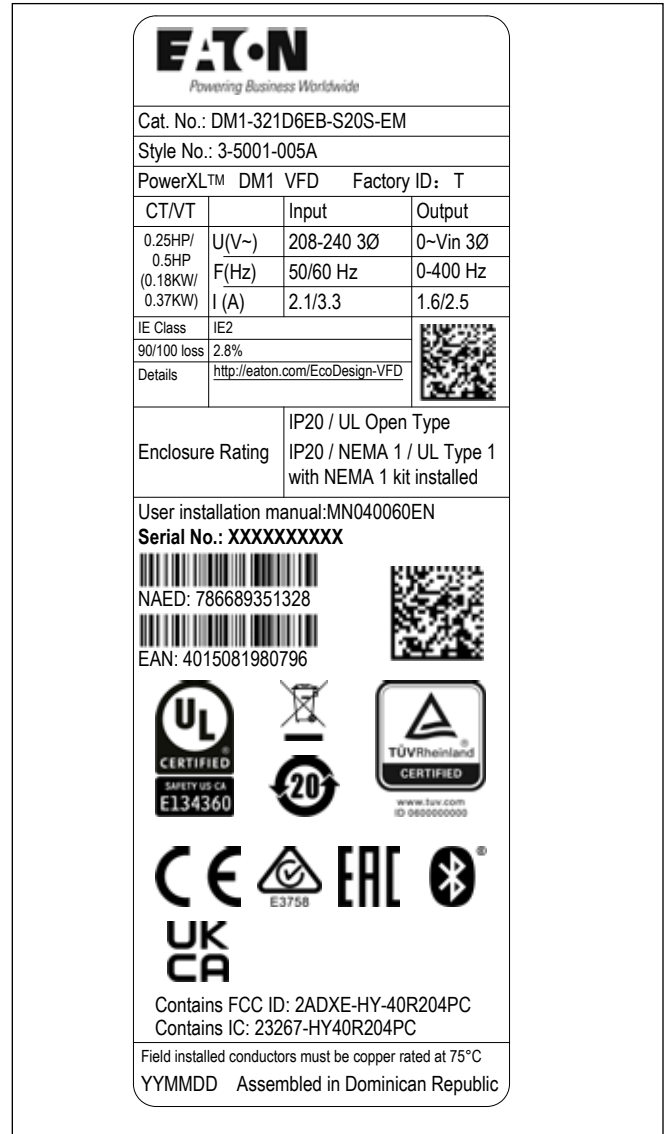 EATON
Powering Business Worldwide
Cat. No.: DM1-321D6EB-S20S-EM
Style No.: 3-5001-005A
PowerXL™ DM1 VFD Factory ID： T
CT/VT Input Output
0.25HP/
0.5HP
(0.18KW/
0.37KW)
U(V~) 208-240 3Ø 0~Vin 3Ø
F(Hz) 50/60 Hz 0-400 Hz
I (A) 2.1/3.3 1.6/2.5
IE Class IE2
90/100 loss 2.8%
Details http://eaton.com/EcoDesign-VFD
Enclosure Rating
IP20 / UL Open Type
IP20 / NEMA 1 / UL Type 1
with NEMA 1 kit installed
User installation manual:MN040060EN
Serial No.: XXXXXXXXXX
NAED: 786689351328
EAN: 4015081980796
UL
®
CERTIFIED
SAFETY US CA
E134360
20
TÜVRheinland
®
CERTIFIED
www.tuv.com
ID 0600000000
CE
E3758
EAC
®
UK
CA
Contains FCC ID: 2ADXE-HY-40R204PC
Contains IC: 23267-HY40R204PC
Field installed conductors must be copper rated at 75°C
YYMMDD Assembled in Dominican Republic